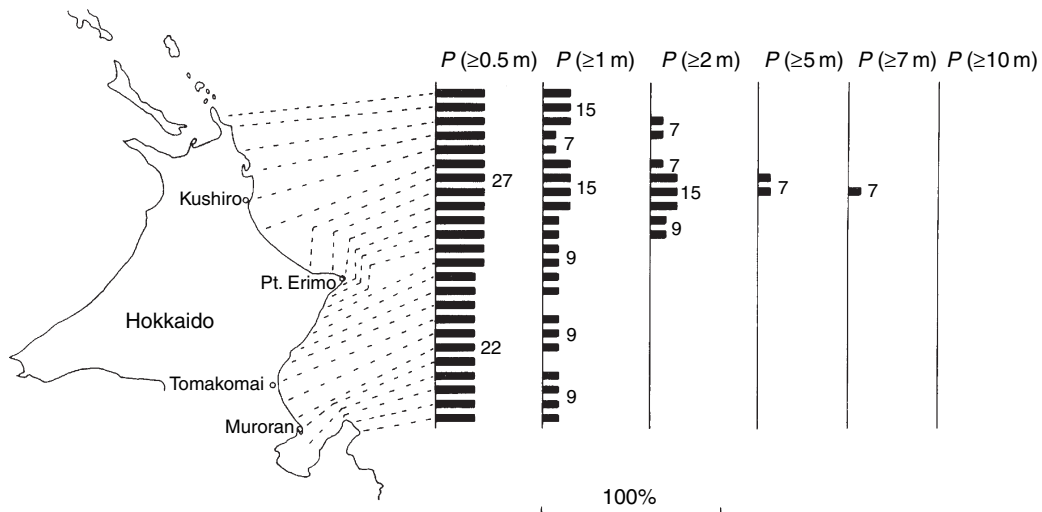 P (≥0.5 m) P (≥1 m) P (≥2 m) P (≥5 m) P (≥7 m) P (≥10 m)
15
7
7
7
27 15 15 7 7
Kushiro
9
9
Pt. Erimo
Hokkaido
9
22
Tomakomai
9
Muroran
100%